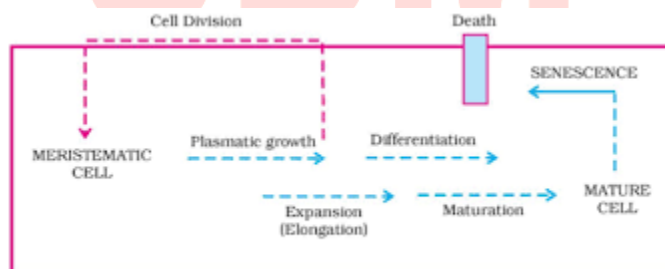 Cell Division
Death
SENESCENCE
Plasmatic growth
Differentiation
MERISTEMATIC
CELL
MATURE
CELL
Expansion
(Elongation)
Maturation